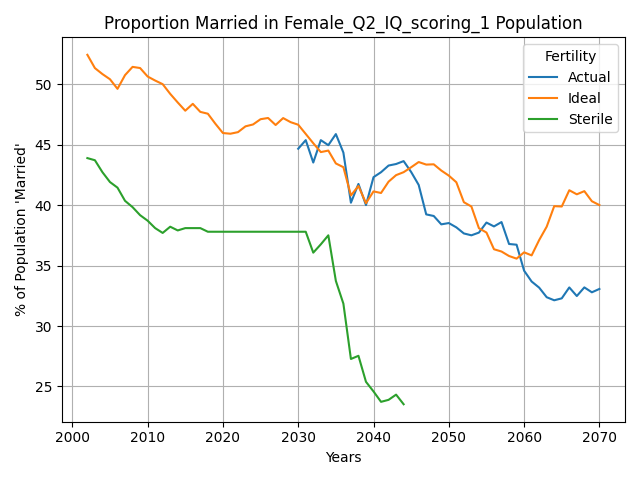 Proportion Married in Female_Q2_IQ_scoring_1 Population
Fertility
Actual
Ideal
Sterile
% of Population 'Married'
50
45
40
35
30
25
2000 2010 2020 2030 2040 2050 2060 2070
Years